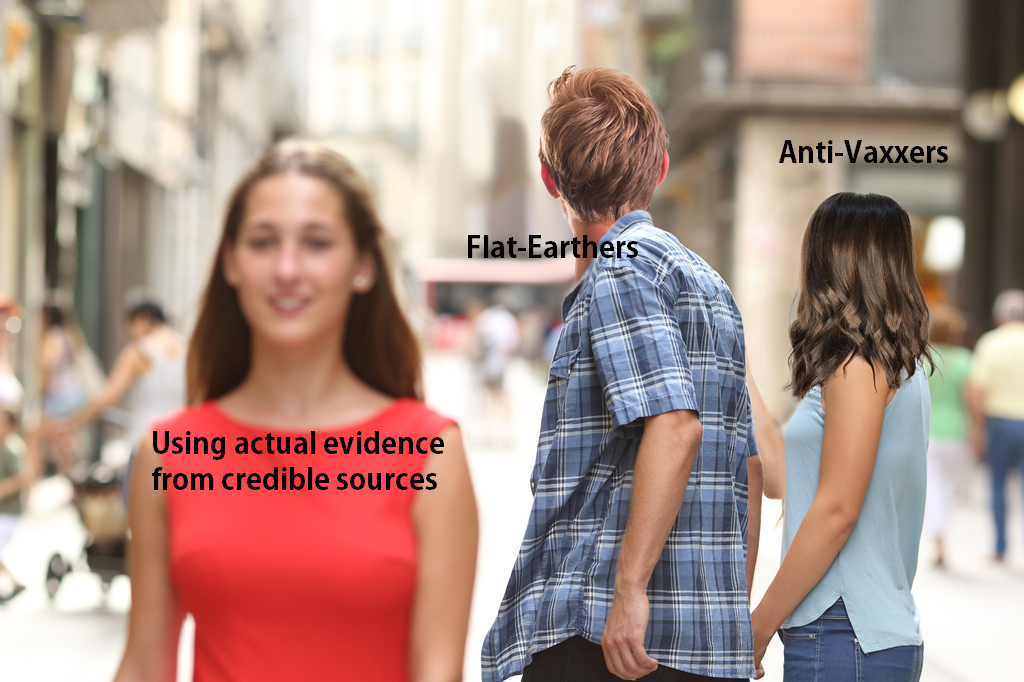 Anti-Vaxxers
Flat-Earthers
Using actual evidence
from credible sources